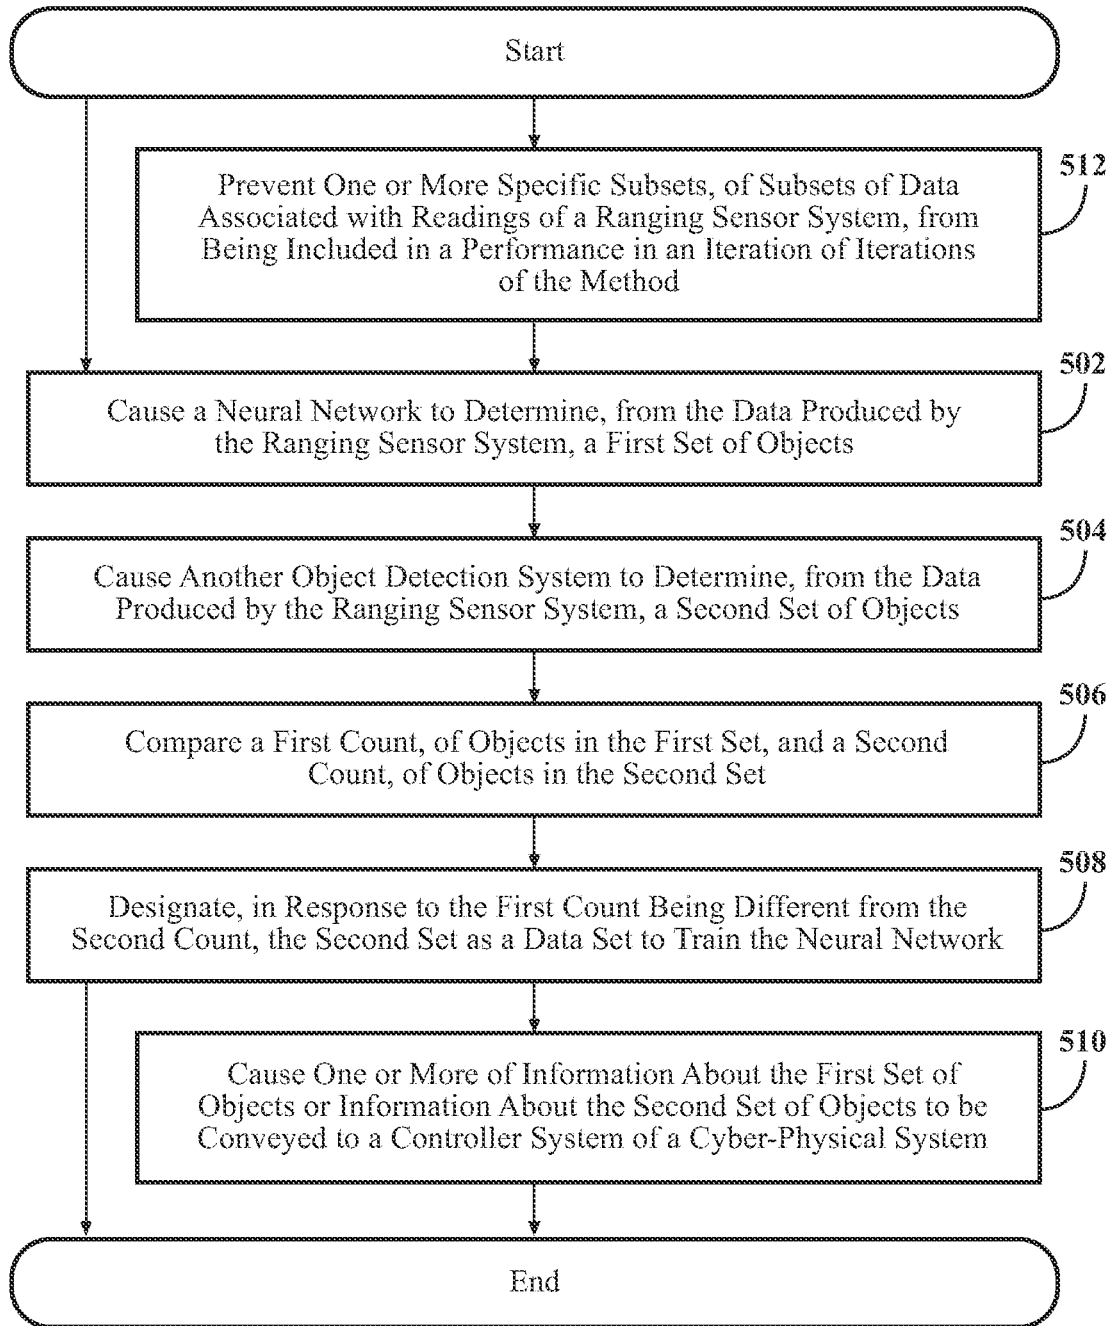 Start
512
Prevent One or More Specific Subsets, of Subsets of Data
Associated with Readings of a Ranging Sensor System, from
Being Included in a Performance in an Iteration of Iterations
of the Method
502
Cause a Neural Network to Determine, from the Data Produced by
the Ranging Sensor System, a First Set of Objects
504
Cause Another Object Detection System to Determine, from the Data
Produced by the Ranging Sensor System, a Second Set of Objects
506
Compare a First Count, of Objects in the First Set, and a Second
Count, of Objects in the Second Set
508
Designate, in Response to the First Count Being Different from the
Second Count, the Second Set as a Data Set to Train the Neural Network
510
Cause One or More of Information About the First Set of
Objects or Information About the Second Set of Objects to be
Conveyed to a Controller System of a Cyber-Physical System
End